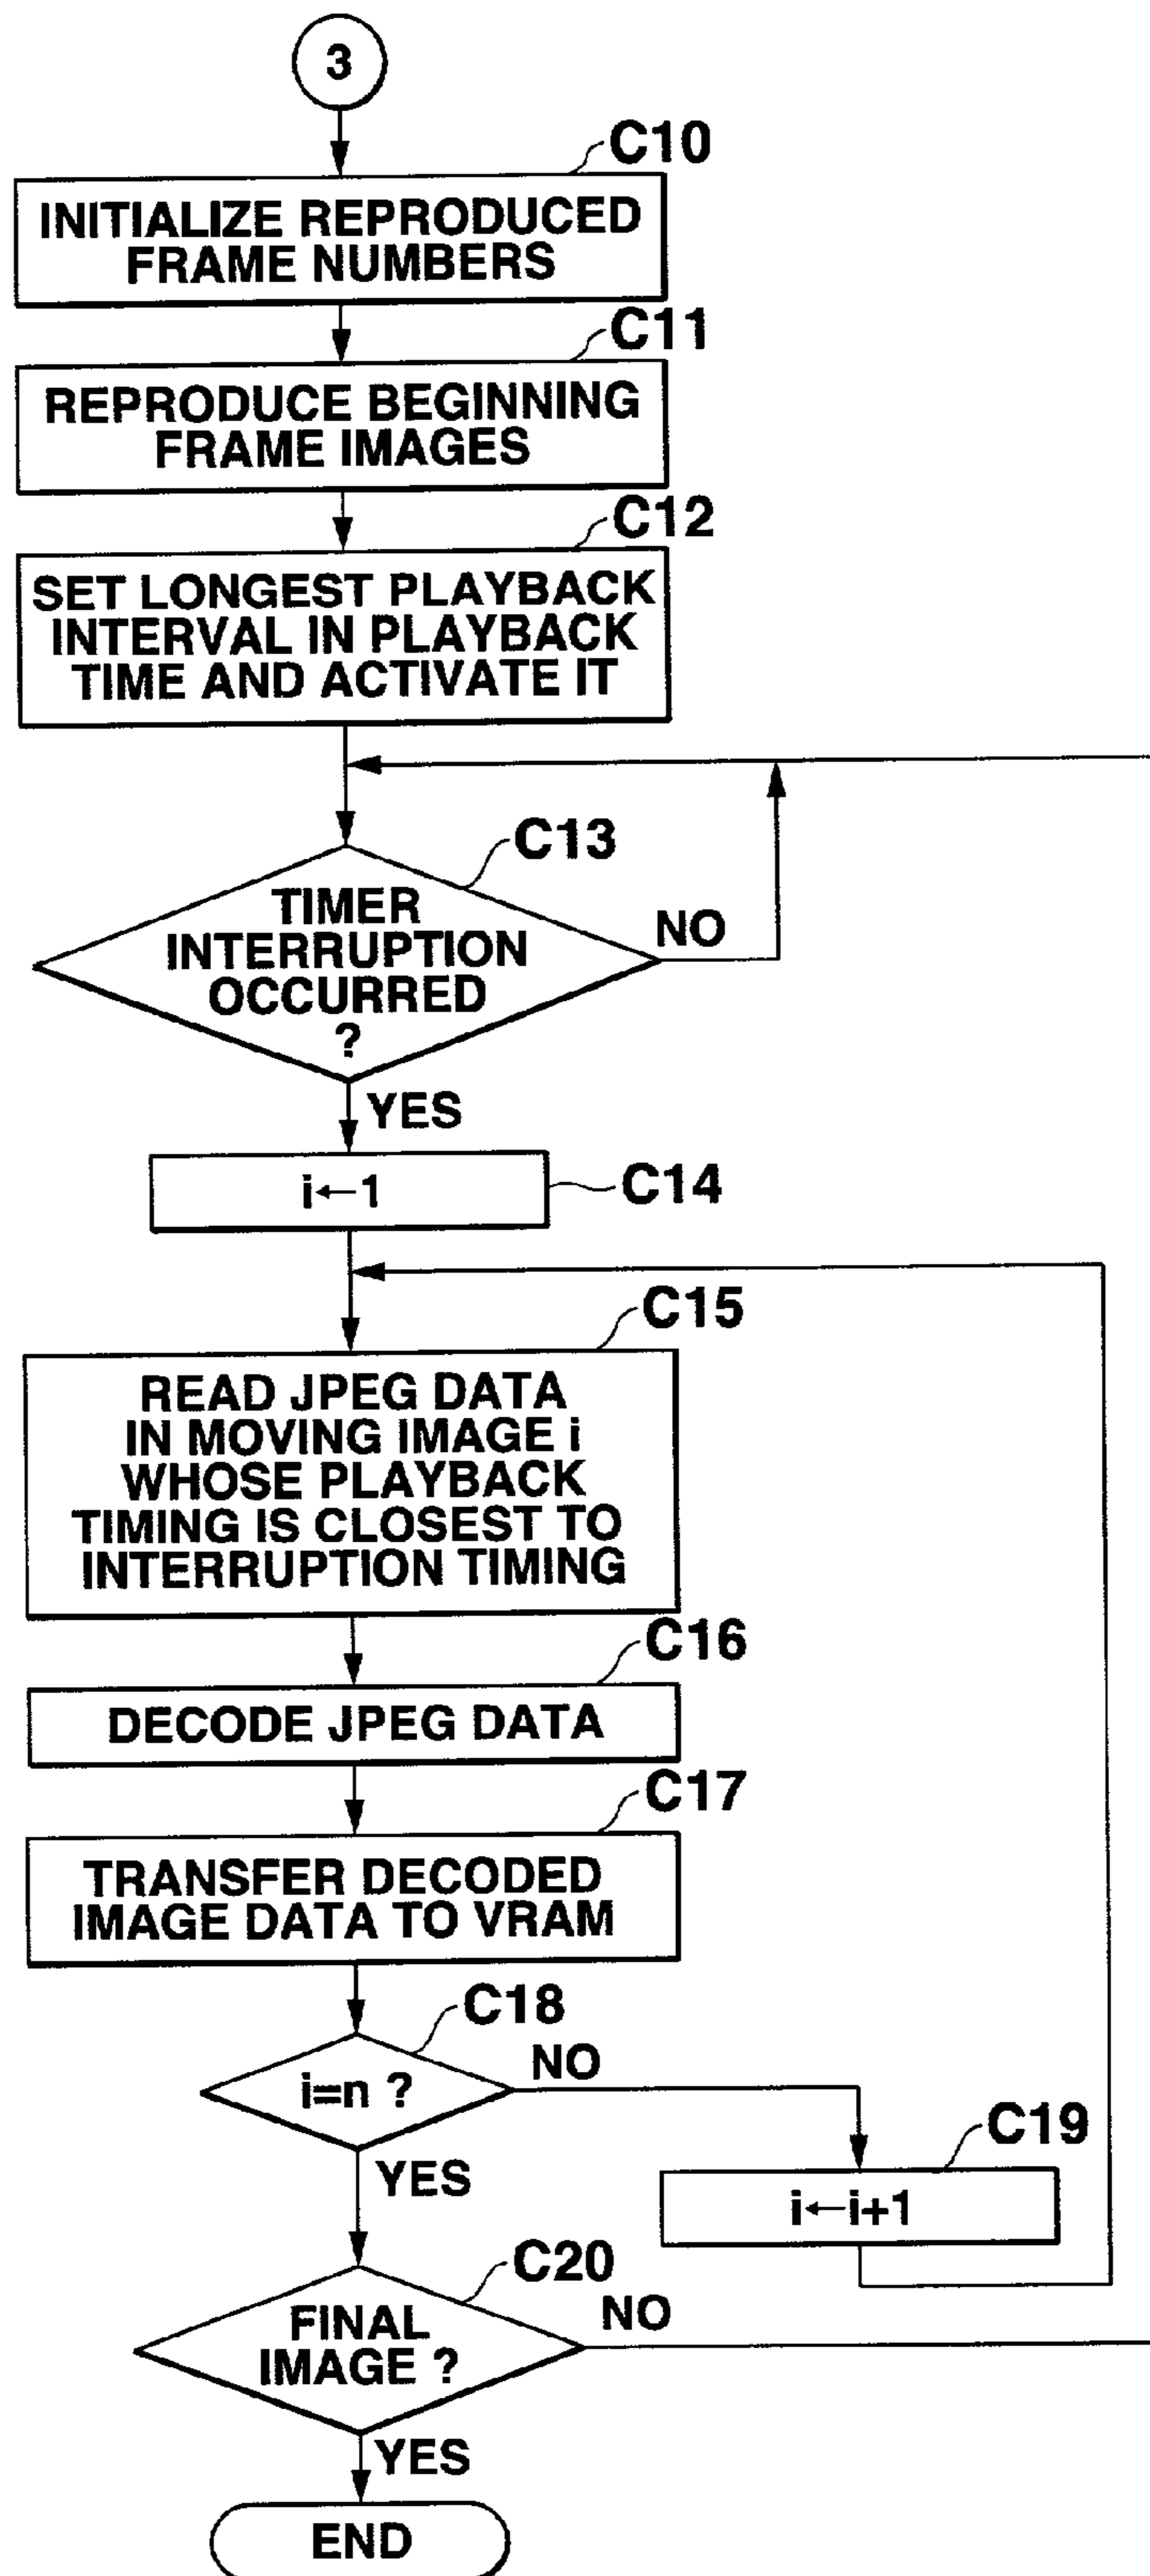 3
C10
INITIALIZE REPRODUCED
FRAME NUMBERS
C11
REPRODUCE BEGINNING
FRAME IMAGES
C12
SET LONGEST PLAYBACK
INTERVAL IN PLAYBACK
TIME AND ACTIVATE IT
C13
TIMER
INTERRUPTION
OCCURRED
?
NO
YES
i←1
C14
C15
READ JPEG DATA
IN MOVING IMAGE i
WHOSE PLAYBACK
TIMING IS CLOSEST TO
INTERRUPTION TIMING
C16
DECODE JPEG DATA
C17
TRANSFER DECODED
IMAGE DATA TO VRAM
C18
i=n ?
NO
YES
C19
i←i+1
C20
FINAL
IMAGE ?
NO
YES
END